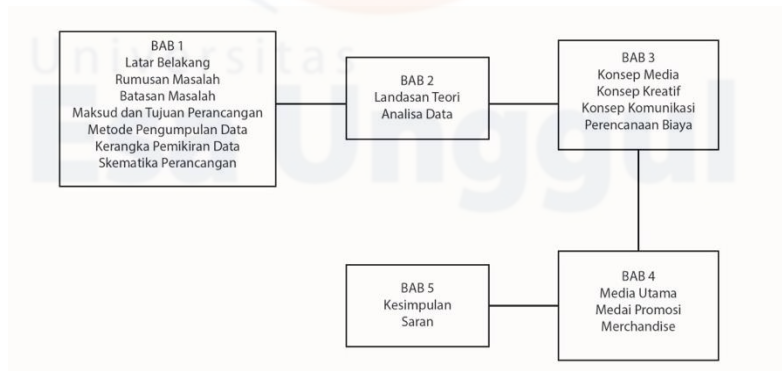 Universitas
Esa Unggul
BAB 1
Latar Belakang
Rumusan Masalah
Batasan Masalah
Maksud dan Tujuan Perancangan
Metode Pengumpulan Data
Kerangka Pemikiran Data
Skematika Perancangan
BAB 2
Landasan Teori
Analisa Data
BAB 3
Konsep Media
Konsep Kreatif
Konsep Komunikasi
Perencanaan Biaya
BAB 4
Media Utama
Medai Promosi
Merchandise
BAB 5
Kesimpulan
Saran